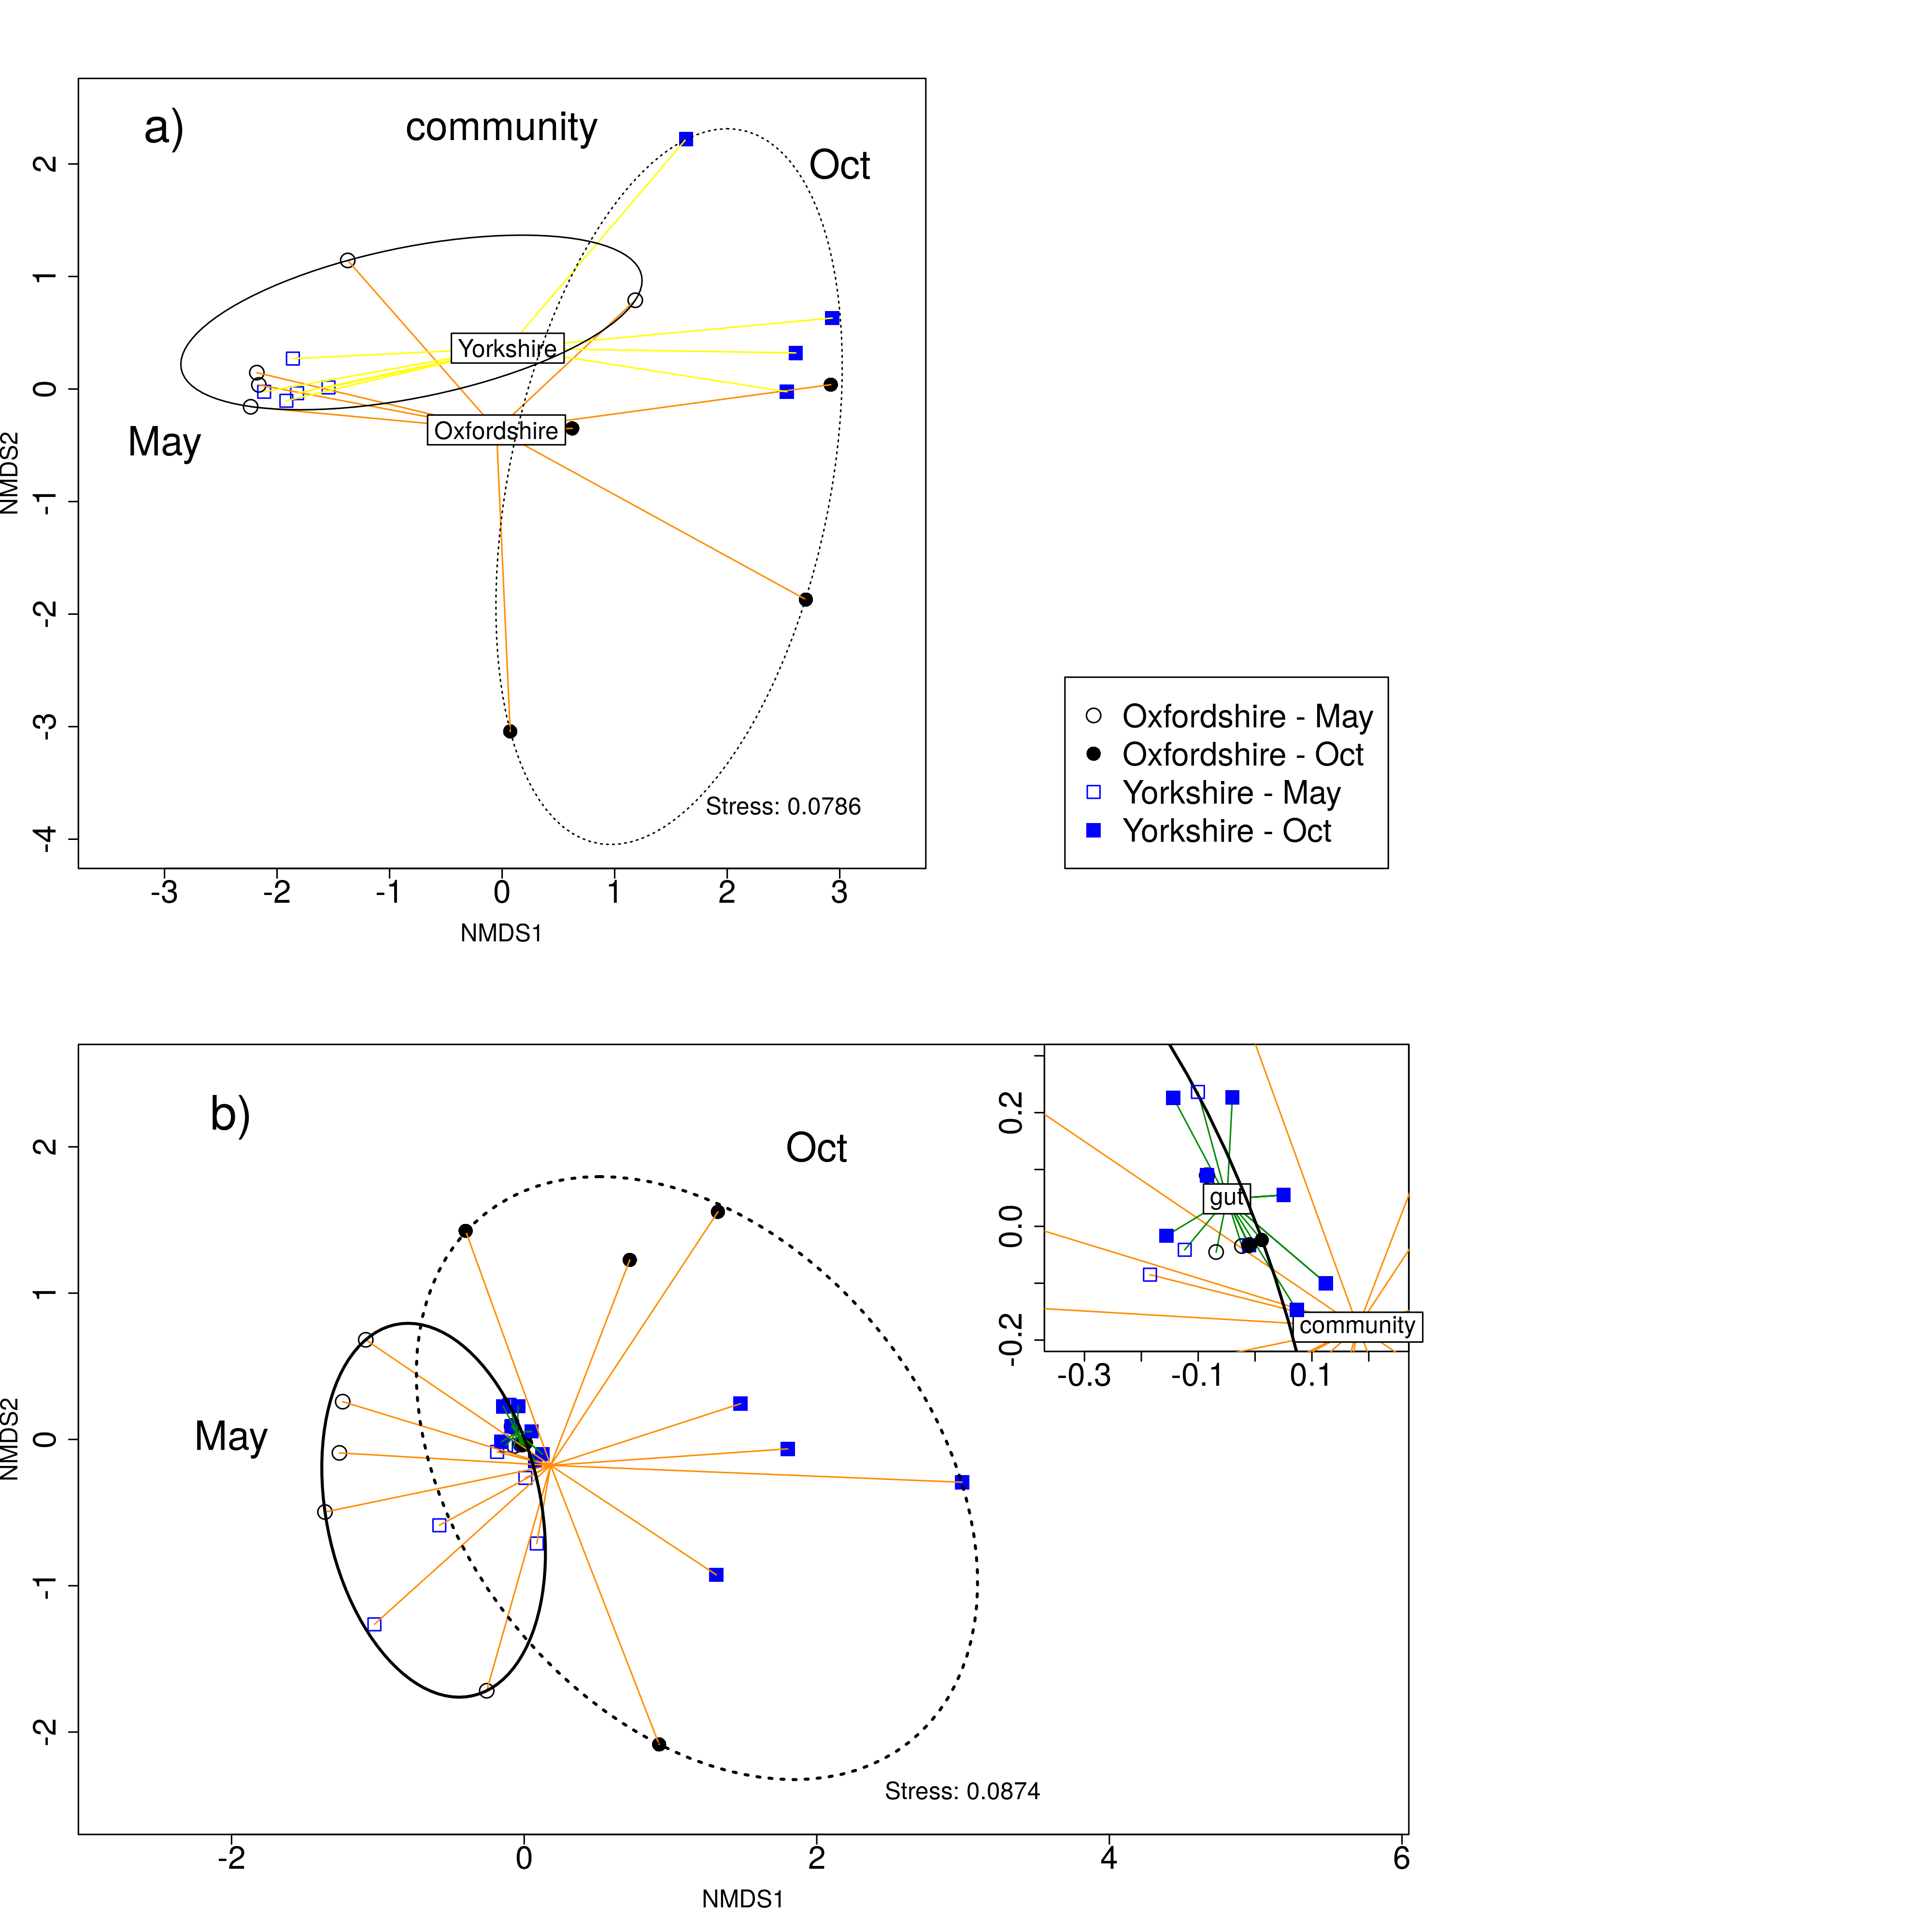 a)
community
Oct
Yorkshire
Oxfordshire
May
Stress: 0.0786
2
1
0
-1
-2
-3
-4
NMDS2
-3 -2 -1 0 1 2 3
NMDS1
Oxfordshire - May
Oxfordshire - Oct
Yorkshire - May
Yorkshire - Oct
b)
Oct
May
Stress: 0.0874
2
1
0
-1
-2
NMDS2
-2 0 2 4 6
NMDS1
0.2
0.0
-0.2
gut
community
-0.3 -0.1 0.1